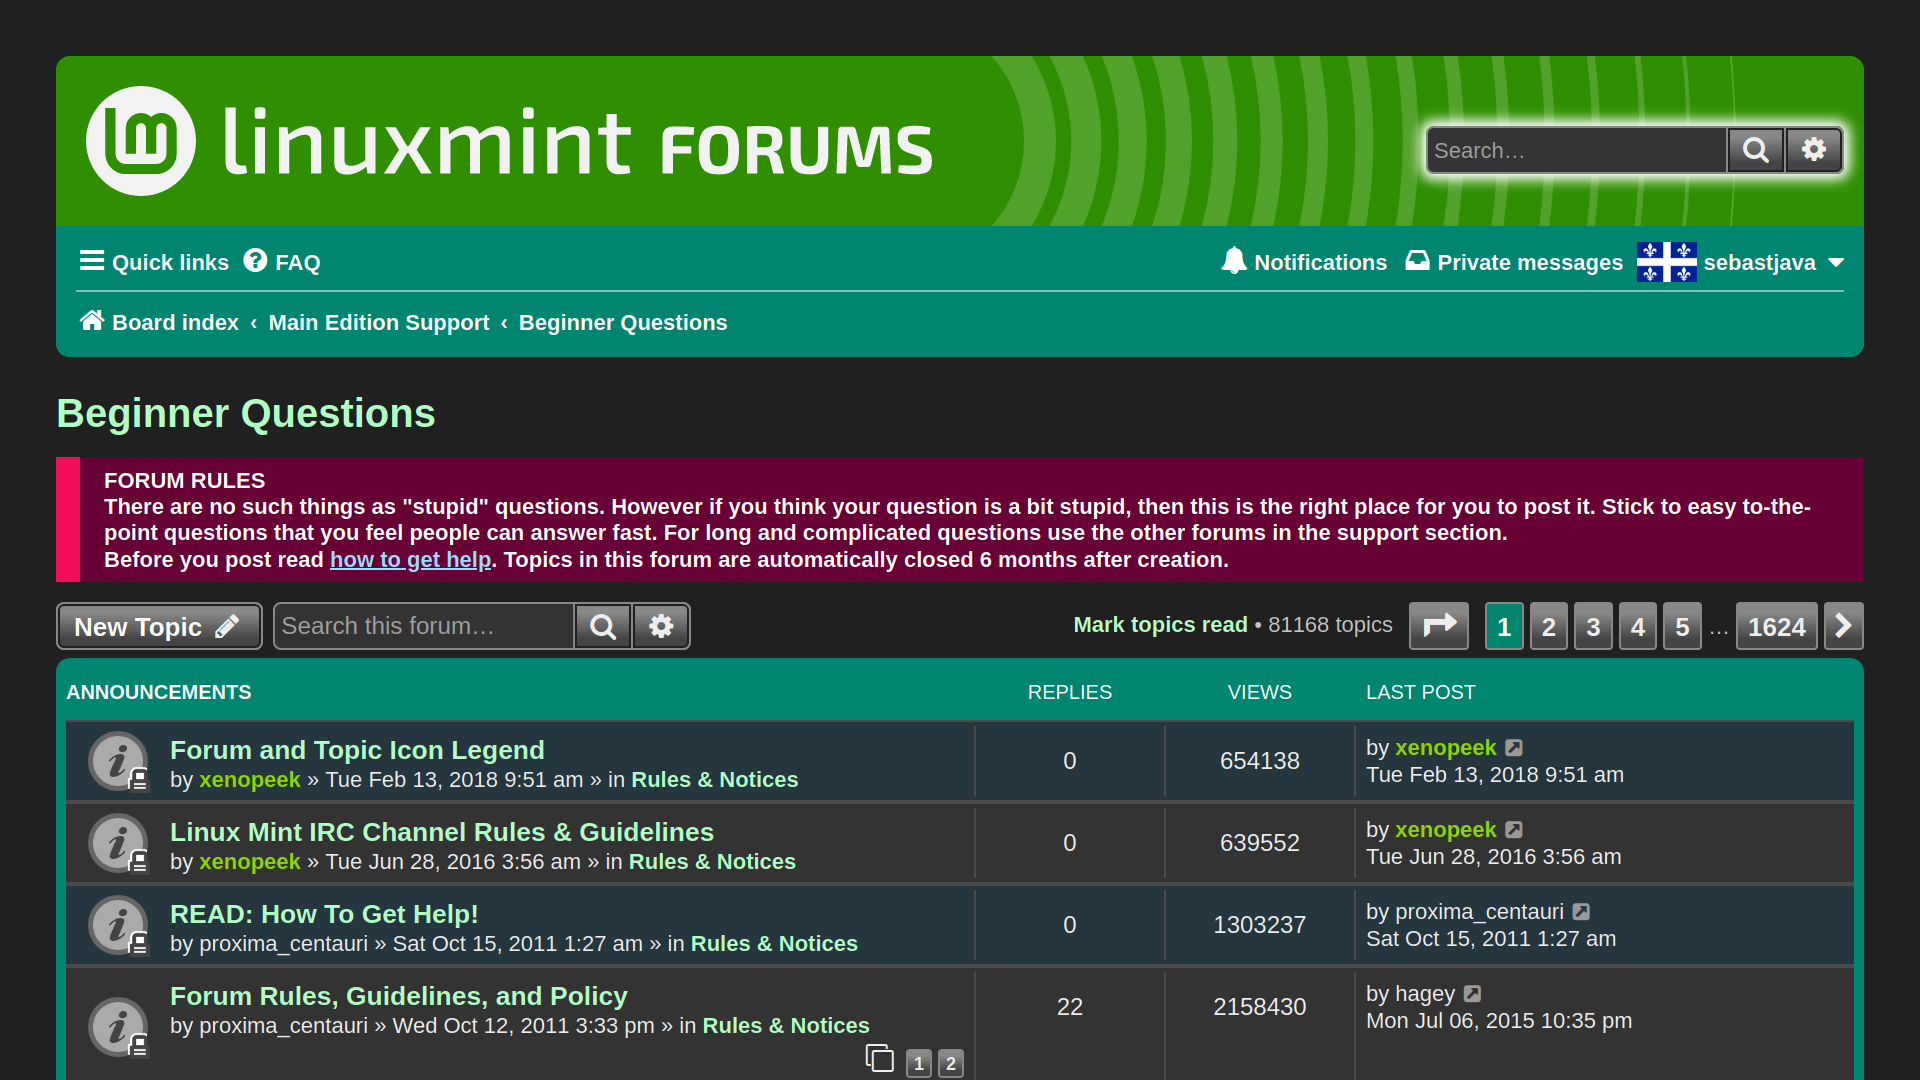 linuxmint FORUMS
Search…
Quick links FAQ
Notifications Private messages sebastjava
Board index ‹ Main Edition Support ‹ Beginner Questions
Beginner Questions
FORUM RULES
There are no such things as "stupid" questions. However if you think your question is a bit stupid, then this is the right place for you to post it. Stick to easy to-the-
point questions that you feel people can answer fast. For long and complicated questions use the other forums in the support section.
Before you post read how to get help. Topics in this forum are automatically closed 6 months after creation.
New Topic Search this forum… Mark topics read • 81168 topics 1 2 3 4 5 … 1624
ANNOUNCEMENTS REPLIES VIEWS LAST POST
Forum and Topic Icon Legend
by xenopeek » Tue Feb 13, 2018 9:51 am » in Rules & Notices
0
654138
by xenopeek
Tue Feb 13, 2018 9:51 am
Linux Mint IRC Channel Rules & Guidelines
by xenopeek » Tue Jun 28, 2016 3:56 am » in Rules & Notices
0
639552
by xenopeek
Tue Jun 28, 2016 3:56 am
READ: How To Get Help!
by proxima_centauri » Sat Oct 15, 2011 1:27 am » in Rules & Notices
0
1303237
by proxima_centauri
Sat Oct 15, 2011 1:27 am
Forum Rules, Guidelines, and Policy
by proxima_centauri » Wed Oct 12, 2011 3:33 pm » in Rules & Notices
1 2
22
2158430
by hagey
Mon Jul 06, 2015 10:35 pm